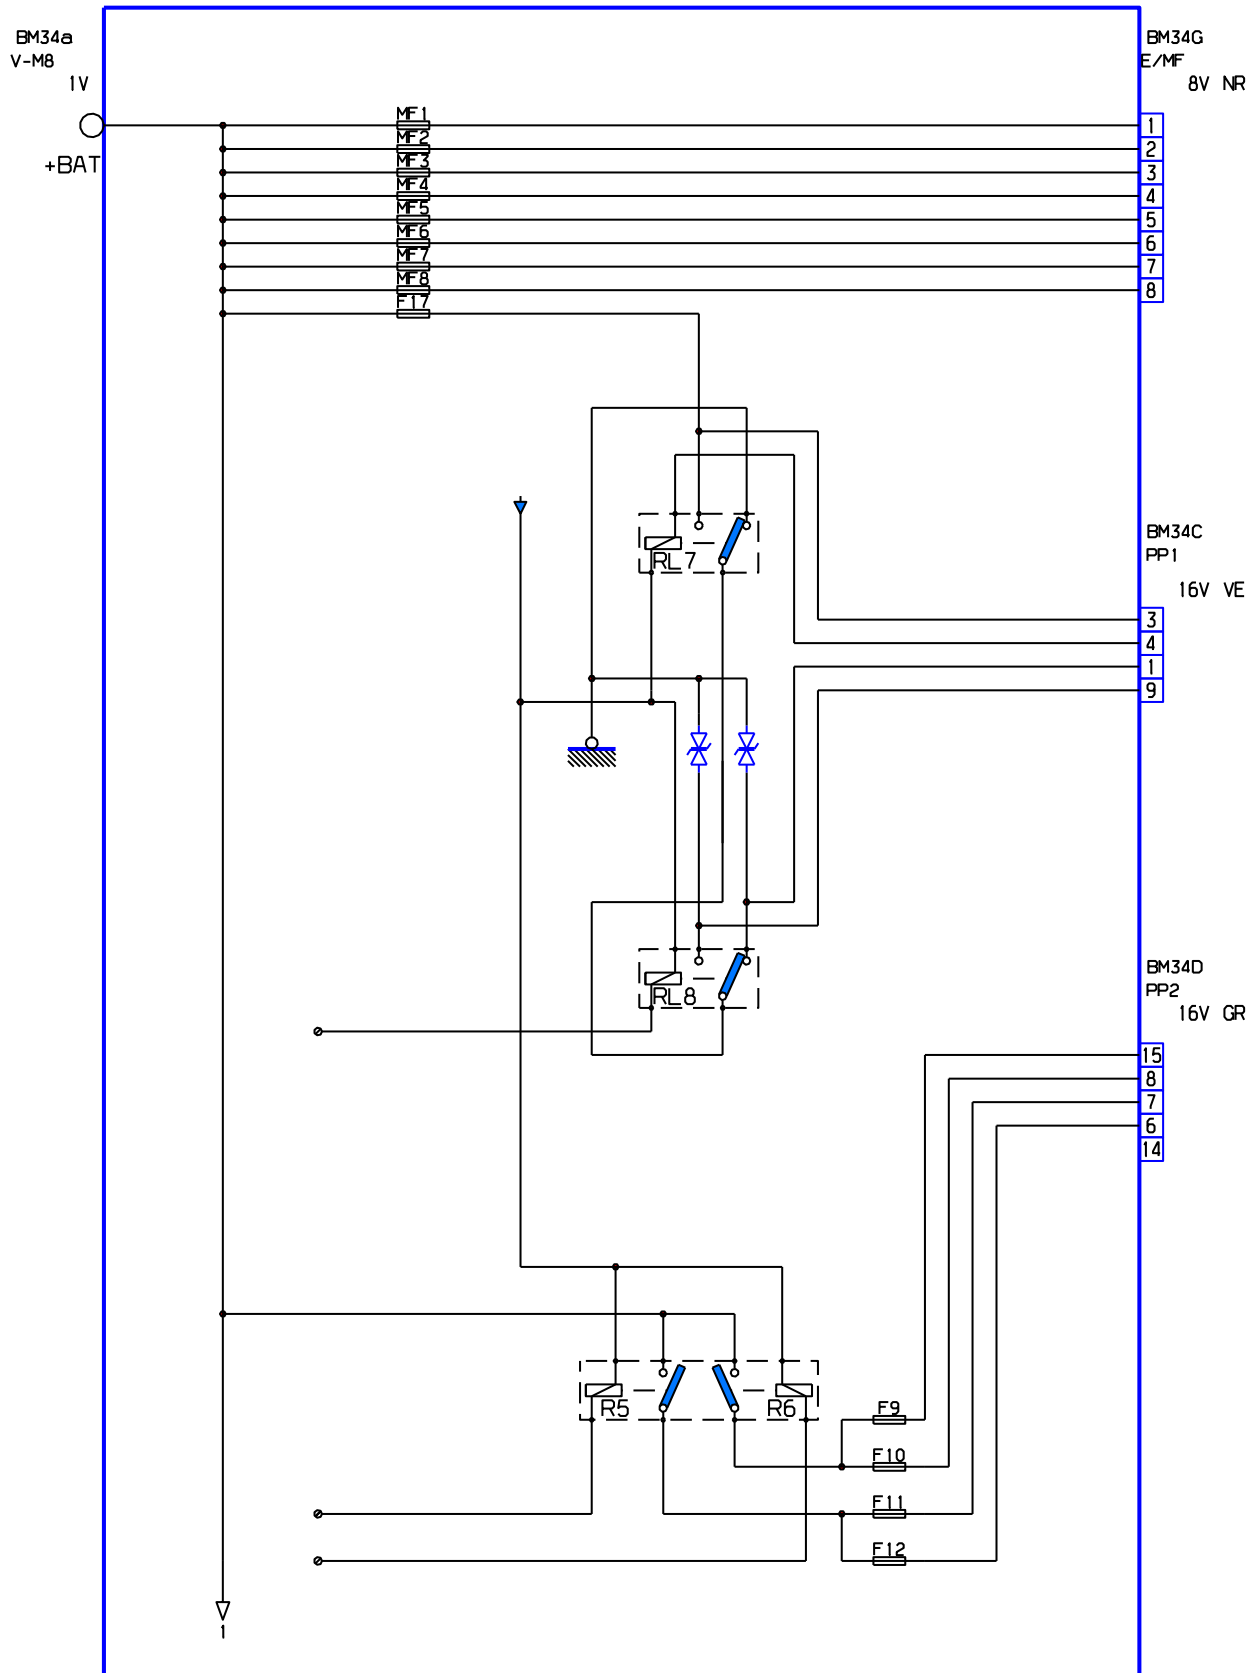 BM34a
V-M8
1V
+BAT
BM34G
E/MF
8V NR
MF1
1
MF2
2
MF3
3
MF4
4
MF5
5
MF6
6
MF7
7
MF8
8
F17
BM34C
PP1
16V VE
RL7
3
4
1
9
BM34D
PP2
16V GR
RL8
15
8
7
6
14
R5
R6
F9
F10
F11
F12
1